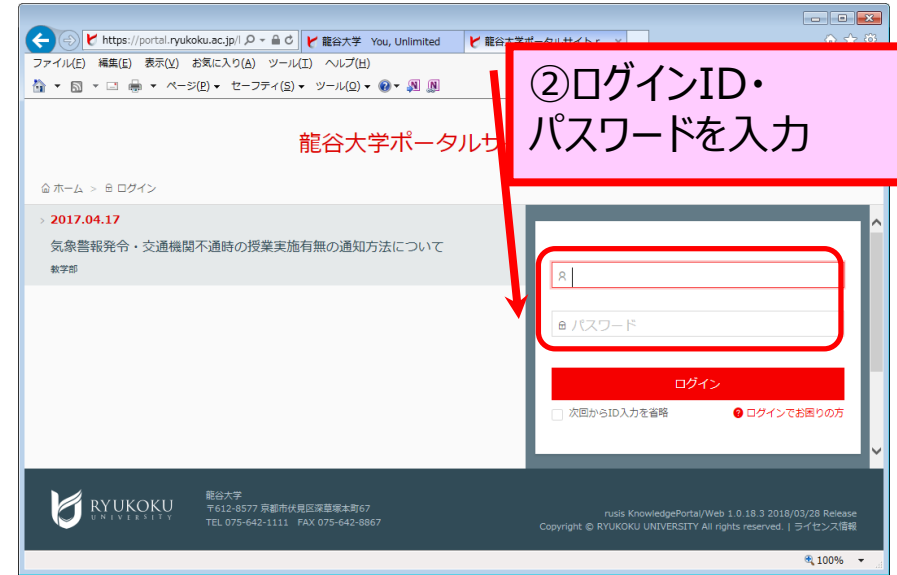 https://portal.ryukoku.ac.jp/l
龍谷大学 You, Unlimited
龍谷大学ポータルサイト r...
ファイル(F) 編集(E) 表示(V) お気に入り(A) ツール(T) ヘルプ(H)
ページ(P) セーフティ(S) ツール(O)
②ログインID・
パスワードを入力
龍谷大学ポータルサ
ホーム > ログイン
2017.04.17
気象警報発令・交通機関不通時の授業実施有無の通知方法について
教学部
パスワード
ログイン
次回からID入力を省略 ログインでお困りの方
RYUKOKU
UNIVERSITY
龍谷大学
〒612-8577 京都市伏見区深草塚本町67
TEL 075-642-1111 FAX 075-642-8867
rusis KnowledgePortal/Web 1.0.18.3 2018/03/28 Release
Copyright © RYUKOKU UNIVERSITY All rights reserved. | ライセンス情報
100%